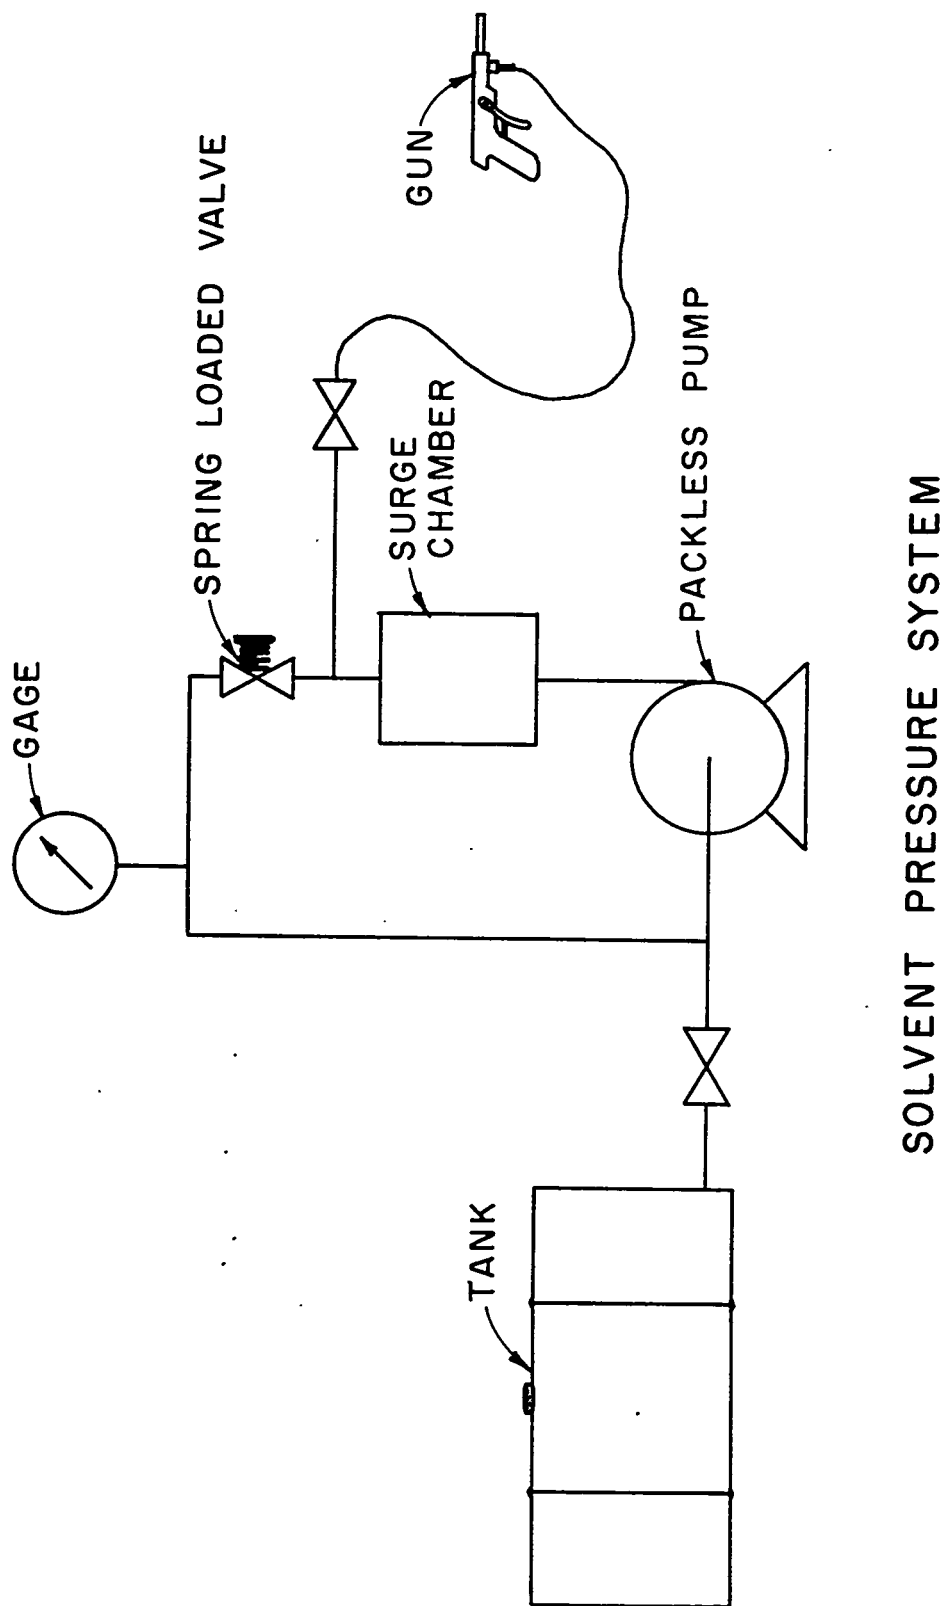 GAGE
SPRING LOADED VALVE
GUN
SURGE
CHAMBER
TANK
PACKLESS PUMP
SOLVENT PRESSURE SYSTEM